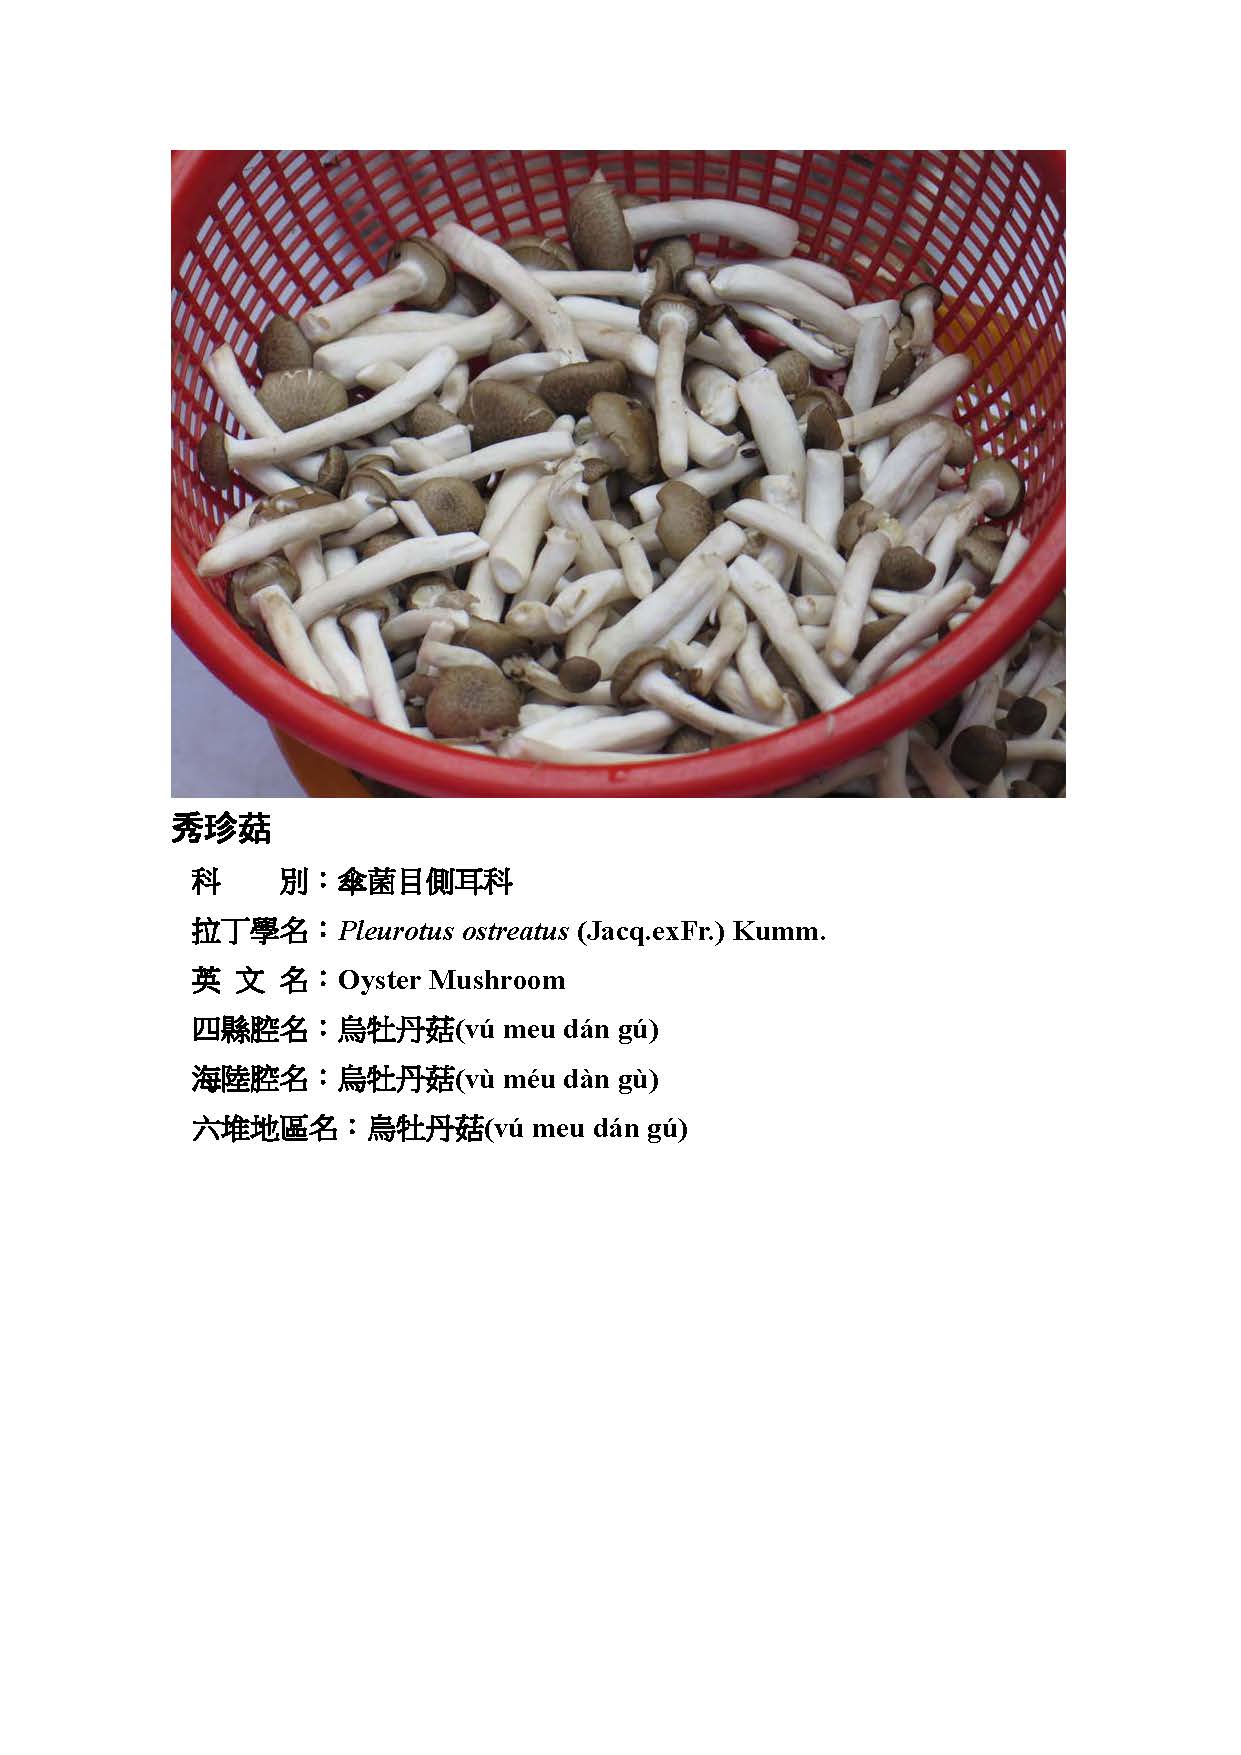 秀珍菇
科　　別：傘菌目側耳科
拉丁學名：Pleurotus ostreatus (Jacq.exFr.) Kumm.
英 文 名：Oyster Mushroom
四縣腔名：烏牡丹菇(vú meu dán gú)
海陸腔名：烏牡丹菇(vù méu dàn gù)
六堆地區名：烏牡丹菇(vú meu dán gú)